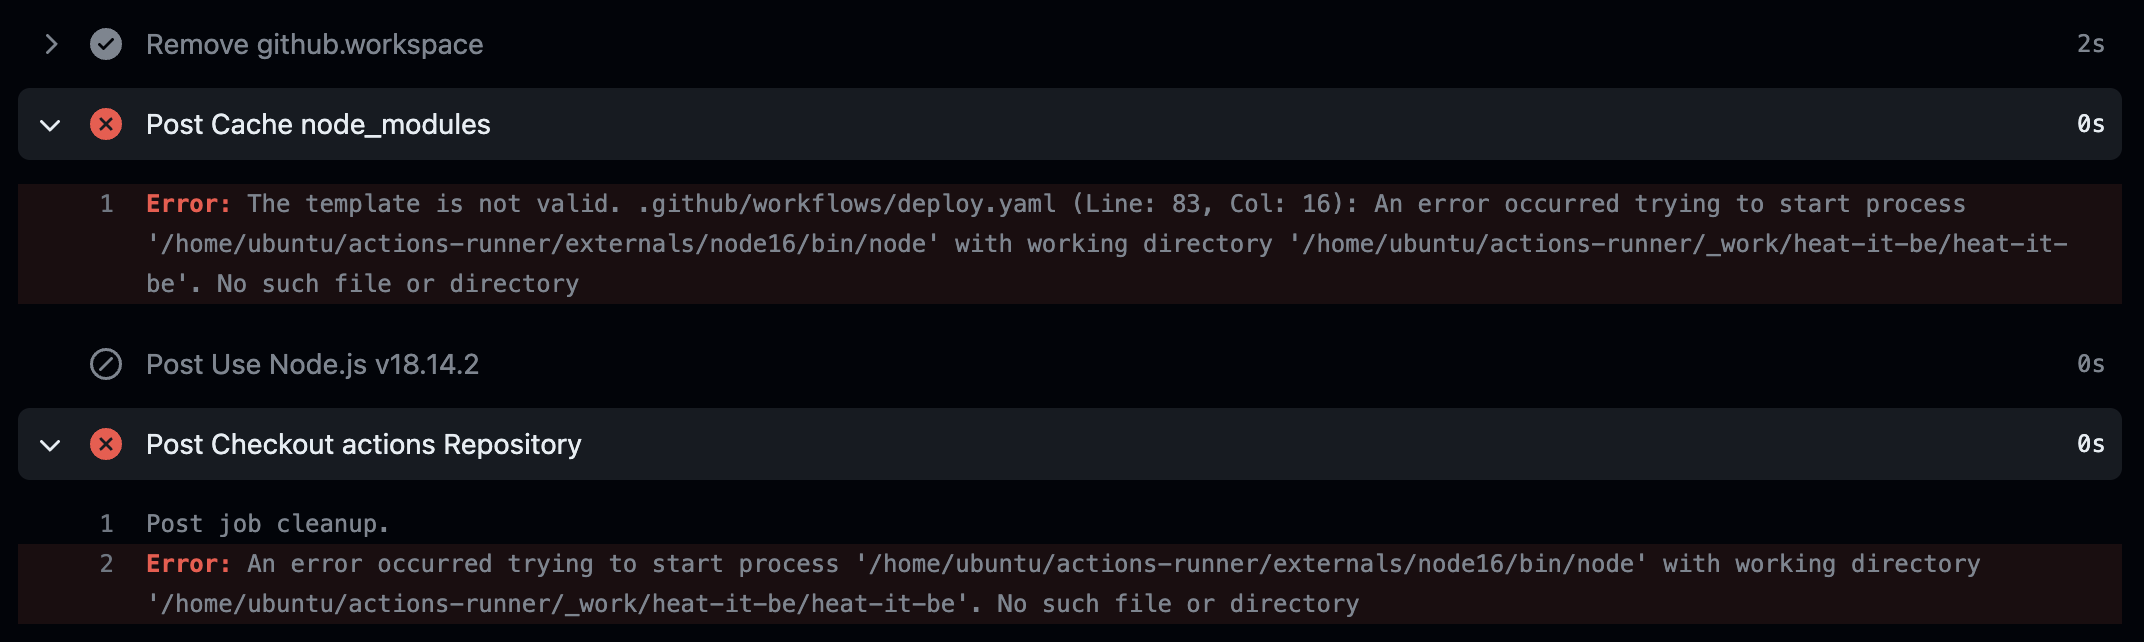 Remove github.workspace 2s
Post Cache node_modules 0s
1 Error: The template is not valid. .github/workflows/deploy.yaml (Line: 83, Col: 16): An error occurred trying to start process
'/home/ubuntu/actions-runner/externals/node16/bin/node' with working directory '/home/ubuntu/actions-runner/_work/heat-it-be/heat-it-
be'. No such file or directory
Post Use Node.js v18.14.2 0s
Post Checkout actions Repository 0s
1 Post job cleanup.
2 Error: An error occurred trying to start process '/home/ubuntu/actions-runner/externals/node16/bin/node' with working directory
'/home/ubuntu/actions-runner/_work/heat-it-be/heat-it-be'. No such file or directory